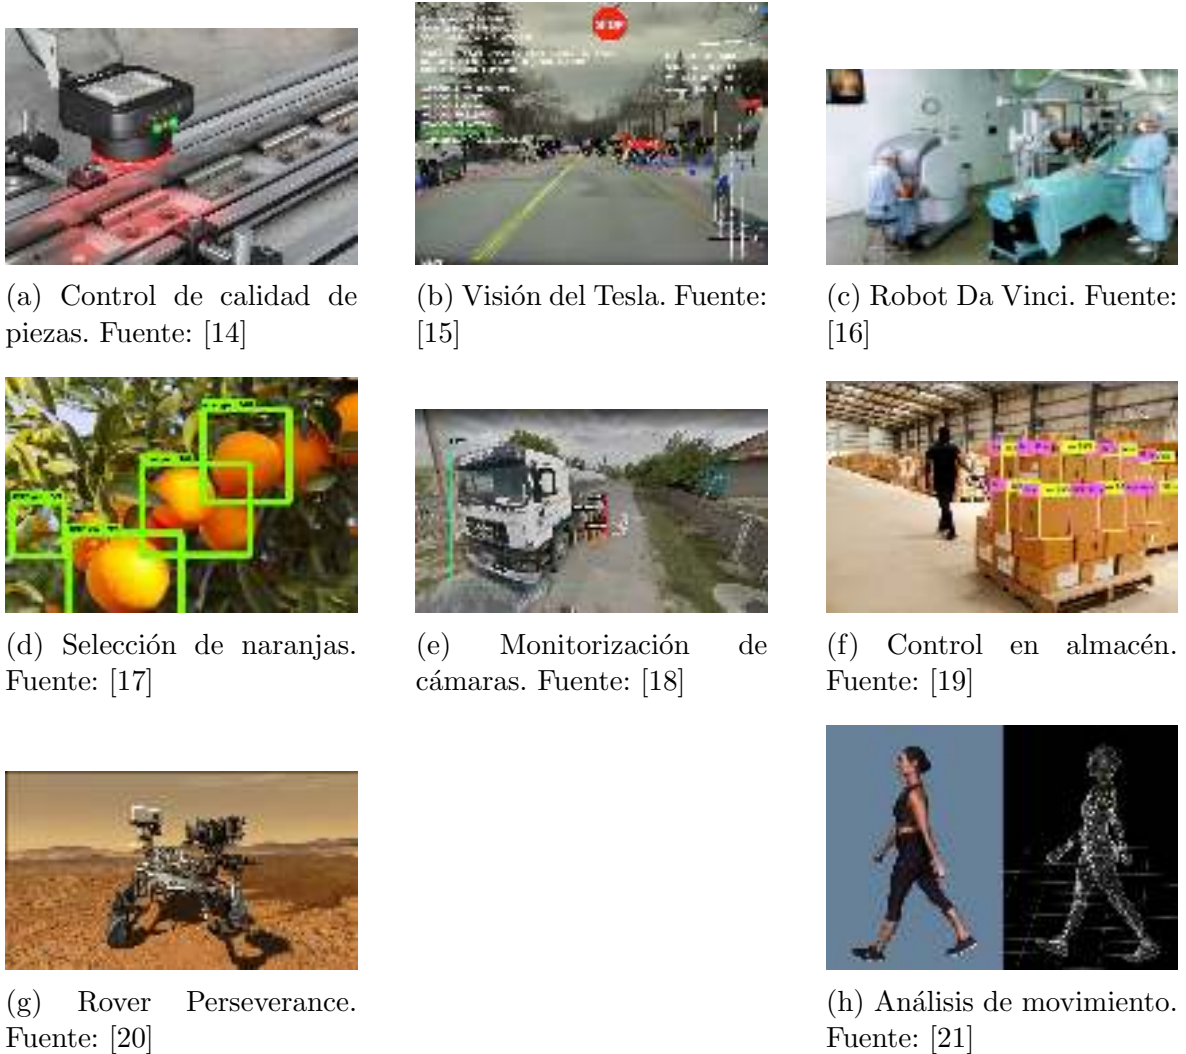 STOP
(a) Control de calidad de
piezas. Fuente: [14]
(b) Visión del Tesla. Fuente:
[15]
(c) Robot Da Vinci. Fuente:
[16]
(d) Selección de naranjas.
Fuente: [17]
(e) Monitorización de
cámaras. Fuente: [18]
(f) Control en almacén.
Fuente: [19]
(g) Rover Perseverance.
Fuente: [20]
(h) Análisis de movimiento.
Fuente: [21]